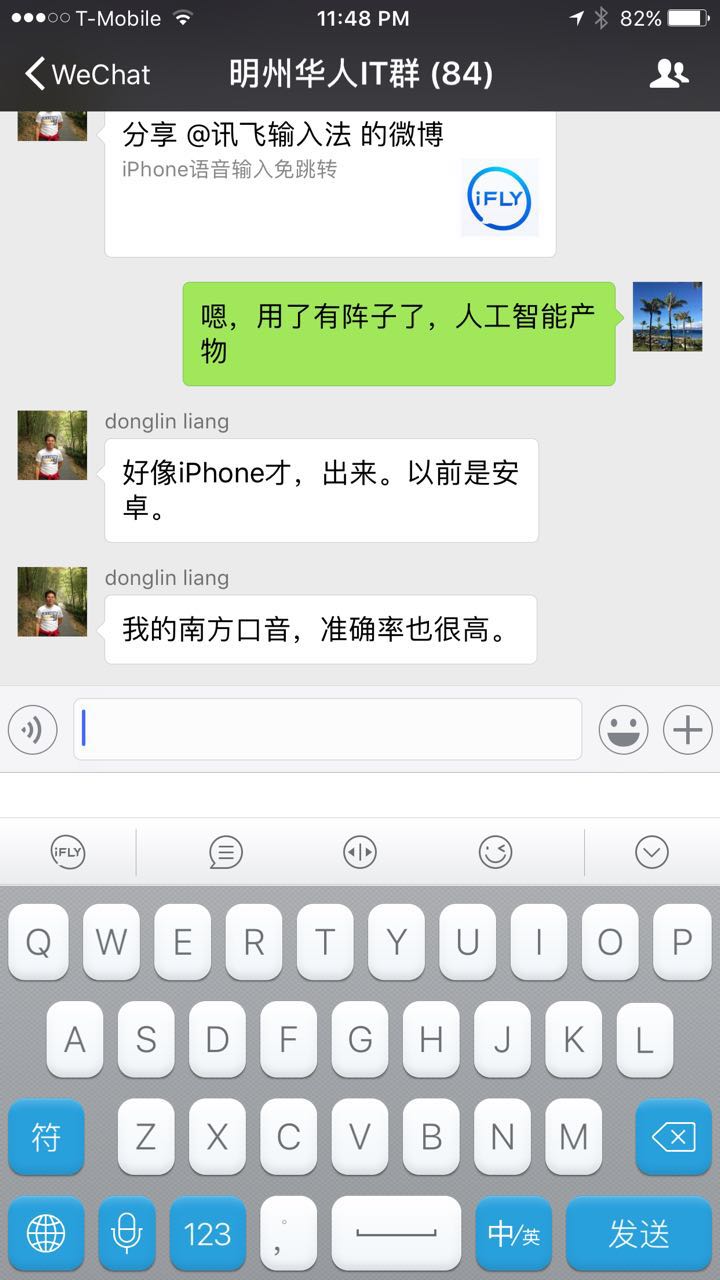 T-Mobile 11:48 PM 82%
WeChat 明州华人IT群 (84)
分享 @讯飞输入法 的微博
iPhone语音输入免跳转
iFLY
嗯，用了有阵子了，人工智能产
物
donglin liang
好像iPhone才，出来。以前是安
卓。
donglin liang
我的南方口音，准确率也很高。
iFLY
Q W E R T Y U I O P
A S D F G H J K L
符 Z X C V B N M
123 ， 。 中/英 发送